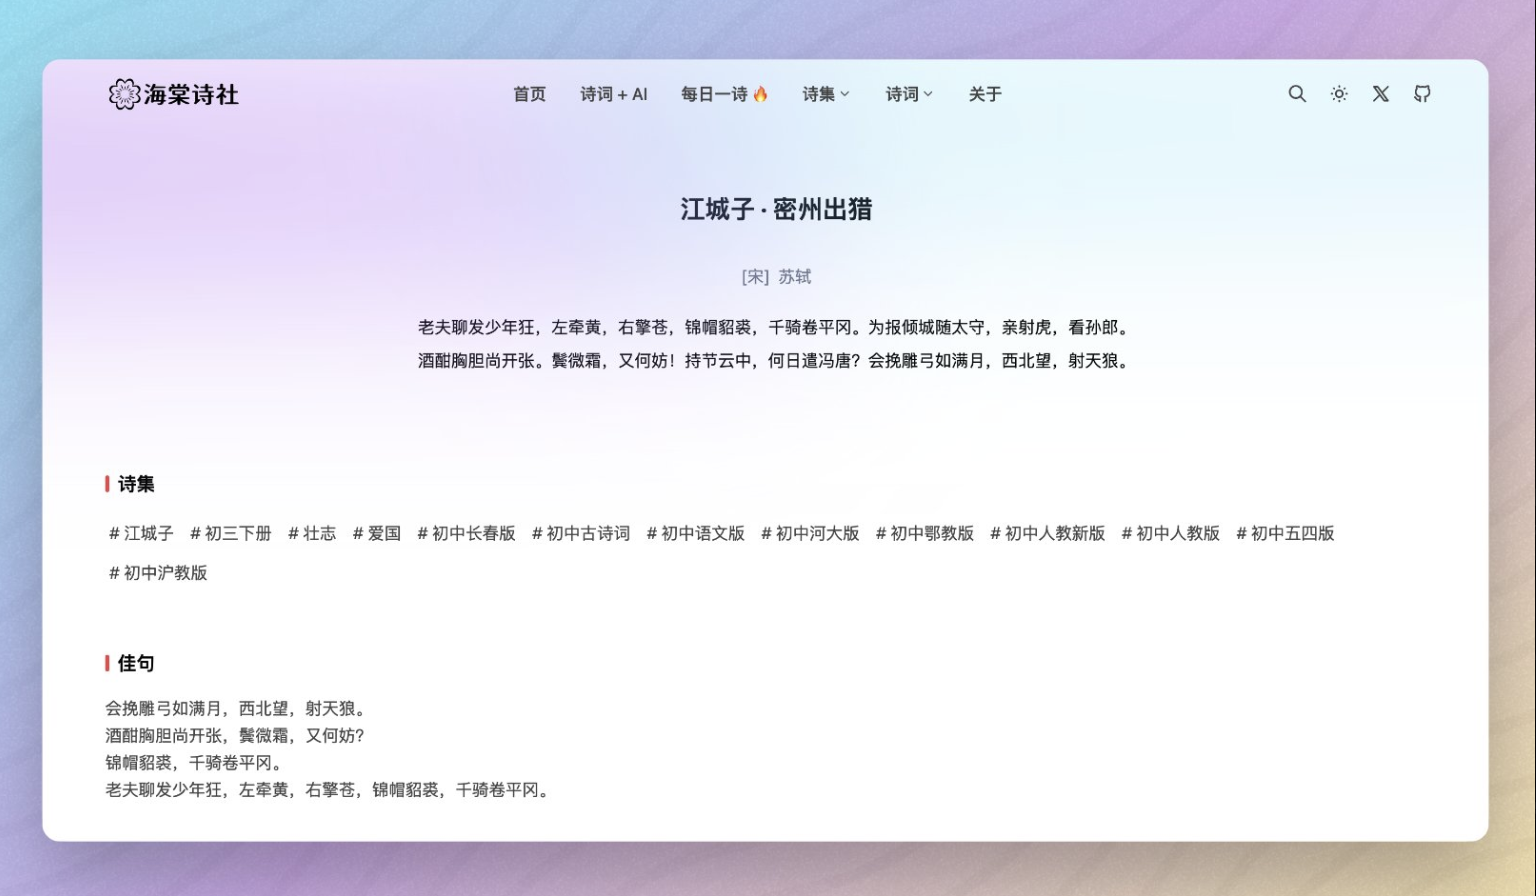 海棠诗社
首页 诗词 + AI 每日一诗🔥 诗集 诗词 关于
江城子 · 密州出猎
[宋] 苏轼
老夫聊发少年狂，左牵黄，右擎苍，锦帽貂裘，千骑卷平冈。为报倾城随太守，亲射虎，看孙郎。
酒酣胸胆尚开张。鬓微霜，又何妨！持节云中，何日遣冯唐？会挽雕弓如满月，西北望，射天狼。
诗集
# 江城子 # 初三下册 # 壮志 # 爱国 # 初中长春版 # 初中古诗词 # 初中语文版 # 初中河大版 # 初中鄂教版 # 初中人教新版 # 初中人教版 # 初中五四版
# 初中沪教版
佳句
会挽雕弓如满月，西北望，射天狼。
酒酣胸胆尚开张，鬓微霜，又何妨？
锦帽貂裘，千骑卷平冈。
老夫聊发少年狂，左牵黄，右擎苍，锦帽貂裘，千骑卷平冈。